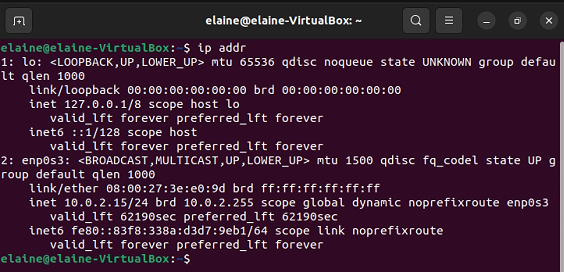 elaine@elaine-VirtualBox: ~
elaine@elaine-VirtualBox:~$ ip addr
1: lo: <LOOPBACK,UP,LOWER_UP> mtu 65536 qdisc noqueue state UNKNOWN group defau
lt qlen 1000
    link/loopback 00:00:00:00:00:00 brd 00:00:00:00:00:00
    inet 127.0.0.1/8 scope host lo
       valid_lft forever preferred_lft forever
    inet6 ::1/128 scope host
       valid_lft forever preferred_lft forever
2: enp0s3: <BROADCAST,MULTICAST,UP,LOWER_UP> mtu 1500 qdisc fq_codel state UP g
roup default qlen 1000
    link/ether 08:00:27:3e:e0:9d brd ff:ff:ff:ff:ff:ff
    inet 10.0.2.15/24 brd 10.0.2.255 scope global dynamic noprefixroute enp0s3
       valid_lft 62190sec preferred_lft 62190sec
    inet6 fe80::83f8:338a:d3d7:9eb1/64 scope link noprefixroute
       valid_lft forever preferred_lft forever
elaine@elaine-VirtualBox:~$